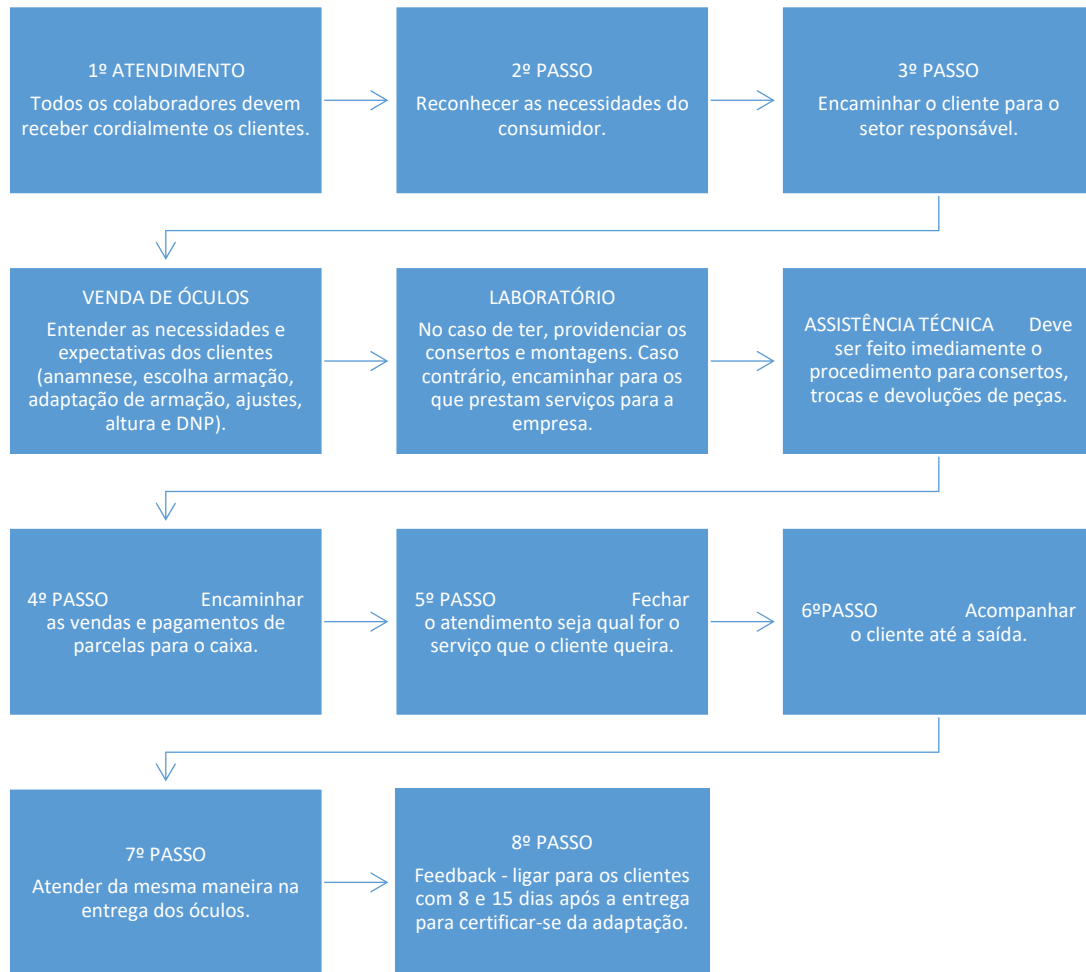 1º ATENDIMENTO
Todos os colaboradores devem
receber cordialmente os clientes.
2º PASSO
Reconhecer as necessidades do
consumidor.
3º PASSO
Encaminhar o cliente para o
setor responsável.
VENDA DE ÓCULOS
Entender as necessidades e
expectativas dos clientes
(anamnese, escolha armação,
adaptação de armação, ajustes,
altura e DNP).
LABORATÓRIO
No caso de ter, providenciar os
consertos e montagens. Caso
contrário, encaminhar para os
que prestam serviços para a
empresa.
ASSISTÊNCIA TÉCNICA Deve
ser feito imediamente o
procedimento para consertos,
trocas e devoluções de peças.
4º PASSO Encaminhar
as vendas e pagamentos de
parcelas para o caixa.
5º PASSO Fechar
o atendimento seja qual for o
serviço que o cliente queira.
6ºPASSO Acompanhar
o cliente até a saída.
7º PASSO
Atender da mesma maneira na
entrega dos óculos.
8º PASSO
Feedback - ligar para os clientes
com 8 e 15 dias após a entrega
para certificar-se da adaptação.